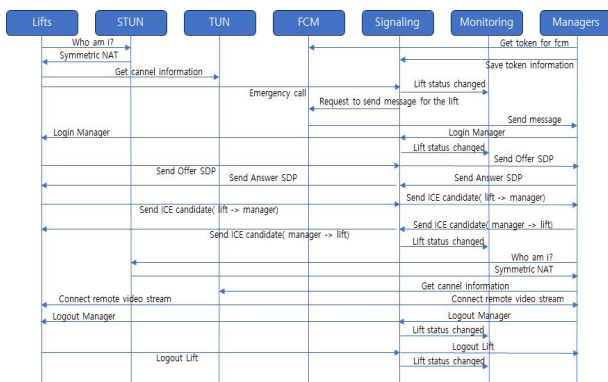 Lifts STUN TUN FCM Signaling Monitoring Managers
Who am I? Get token for fcm
Symmetric NAT Save token information
Get cannel information
Emergency call Lift status changed
Request to send message for the lift
Send message
Login Manager Login Manager
Lift status changed
Send Offer SDP Send Offer SDP
Send Answer SDP Send Answer SDP
Send ICE candidate( lift -> manager)
Send ICE candidate( lift -> manager)
Send ICE candidate( manager -> lift)
Send ICE candidate( manager -> lift)
Lift status changed
Who am I?
Symmetric NAT
Get cannel information
Connect remote video stream Connect remote video stream
Logout Manager Logout Manager
Lift status changed
Logout Lift Logout Lift
Lift status changed